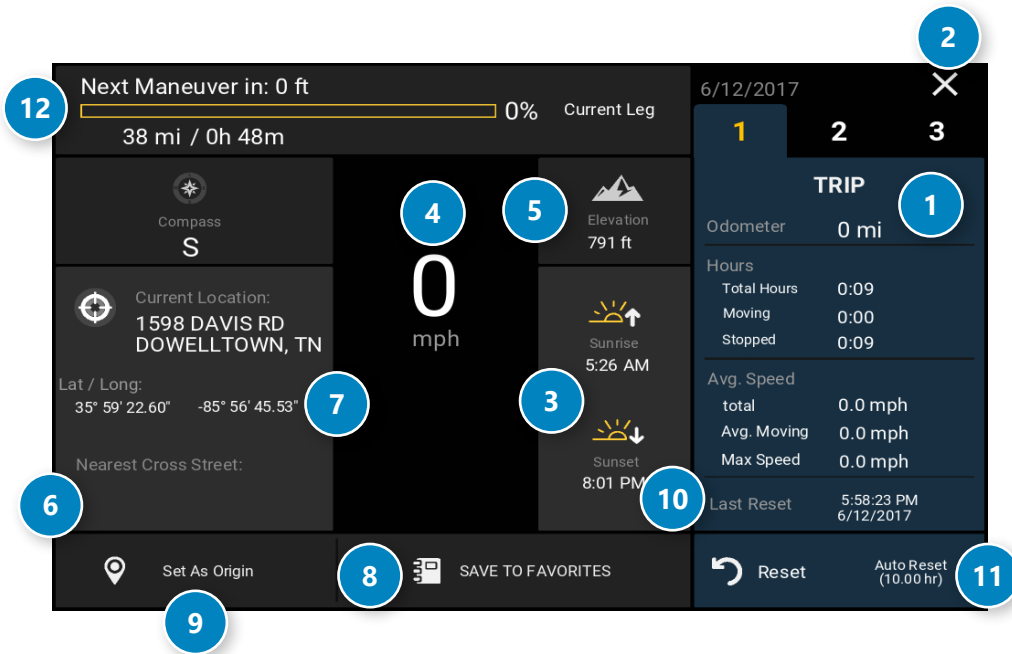 2
12
Next Maneuver in: 0 ft
0%
Current Leg
38 mi / 0h 48m
6/12/2017
1
2
3
Compass
S
4
5
Elevation
791 ft
TRIP
1
Odometer
0 mi
Current Location:
1598 DAVIS RD
DOWELLTOWN, TN
Lat / Long:
35° 59' 22.60"
-85° 56' 45.53"
7
Nearest Cross Street:
6
0
mph
Sunrise
5:26 AM
3
Sunset
8:01 PM
10
Hours
Total Hours 0:09
Moving 0:00
Stopped 0:09
Avg. Speed
total 0.0 mph
Avg. Moving 0.0 mph
Max Speed 0.0 mph
Last Reset
5:58:23 PM
6/12/2017
Set As Origin
9
8
SAVE TO FAVORITES
Reset
Auto Reset
(10.00 hr)
11